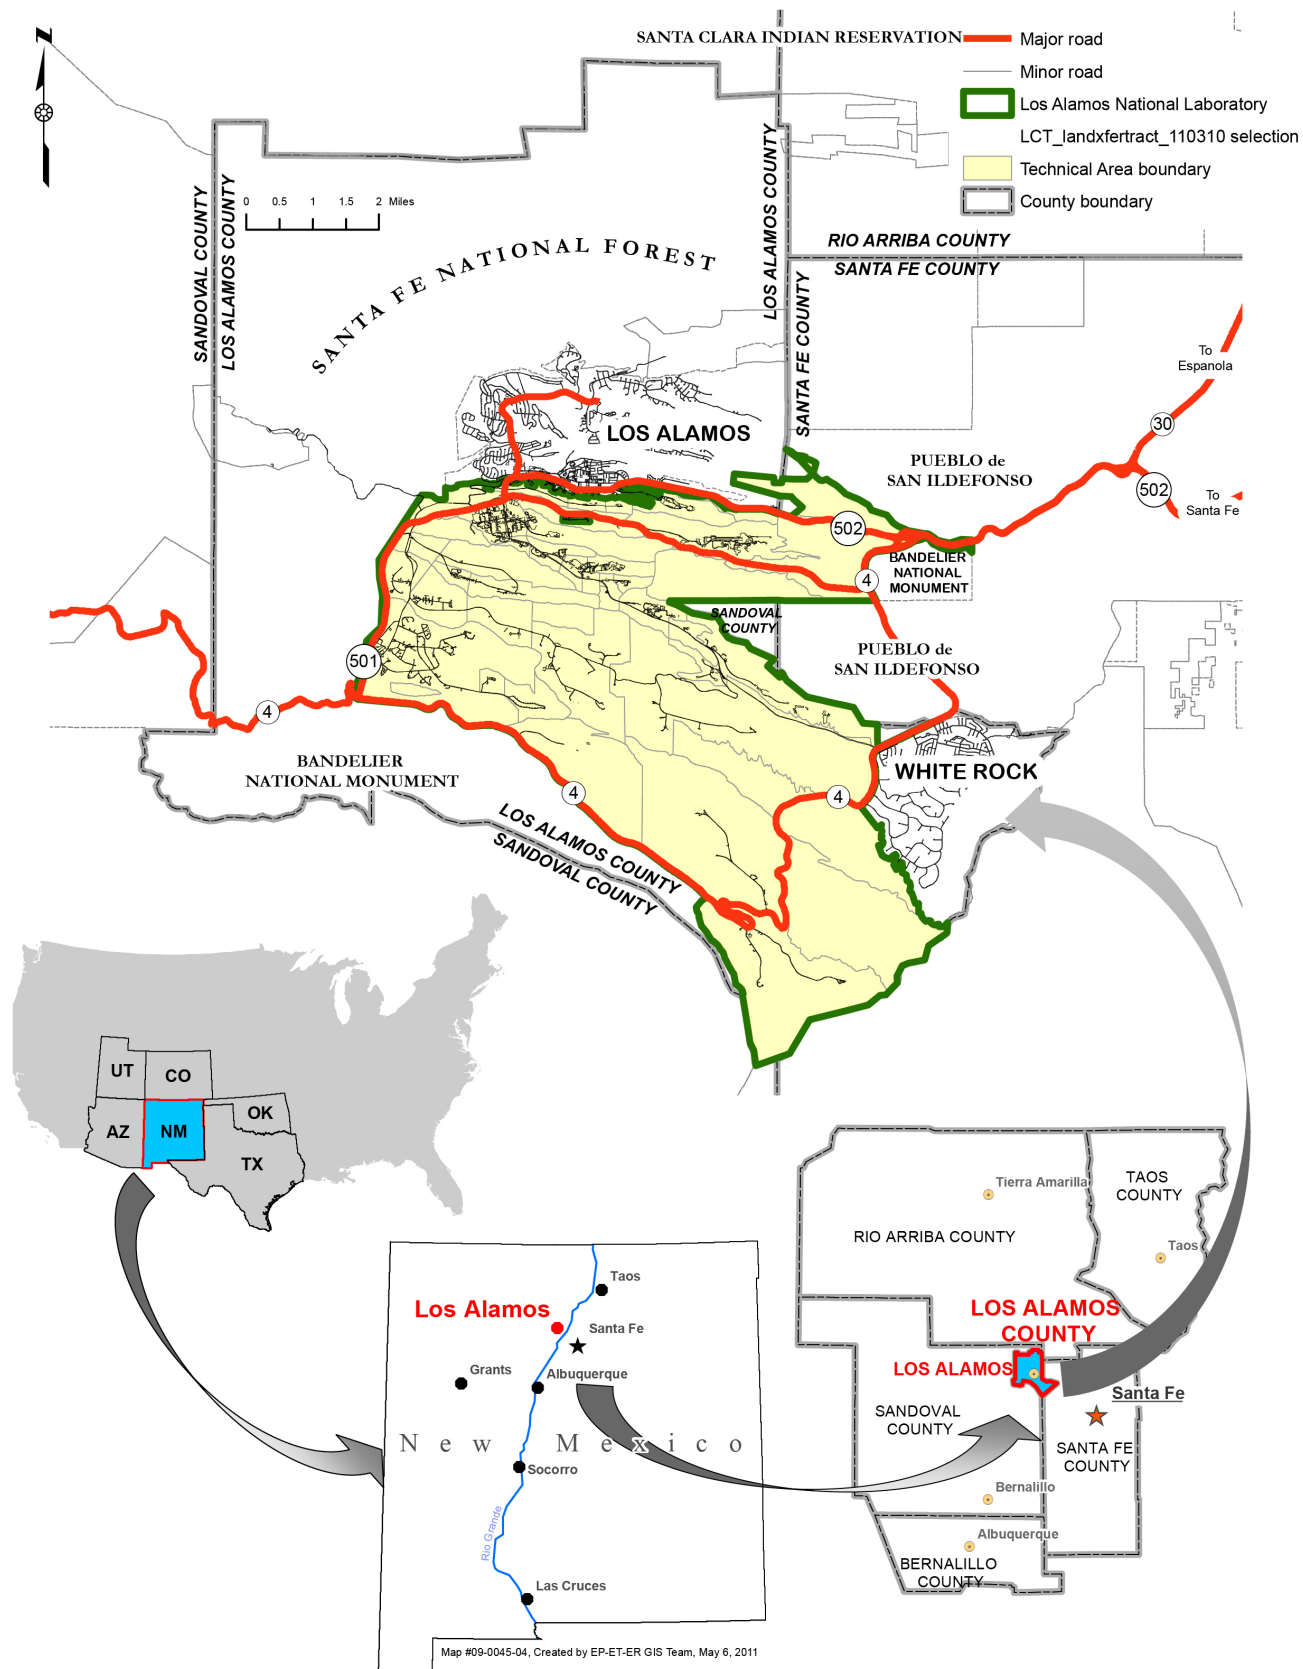 N
SANTA CLARA INDIAN RESERVATION
Major road
Minor road
Los Alamos National Laboratory
LCT_landxfertract_110310 selection
Technical Area boundary
County boundary
0 0.5 1 1.5 2 Miles
SANDOVAL COUNTY
LOS ALAMOS COUNTY
SANTA FE NATIONAL FOREST
LOS ALAMOS COUNTY
SANTA FE COUNTY
RIO ARRIBA COUNTY
SANTA FE COUNTY
To
Espanola
30
LOS ALAMOS
PUEBLO de
SAN ILDEFONSO
502
To
Santa Fe
502
BANDELIER
NATIONAL
MONUMENT
4
SANDOVAL
COUNTY
PUEBLO de
SAN ILDEFONSO
501
4
BANDELIER
NATIONAL MONUMENT
WHITE ROCK
4
4
LOS ALAMOS COUNTY
SANDOVAL COUNTY
UT
CO
AZ
NM
OK
TX
Taos
Los Alamos
Santa Fe
Grants
Albuquerque
New Mexico
Socorro
Rio Grande
Las Cruces
Map #09-0045-04, Created by EP-ET-ER GIS Team, May 6, 2011
Tierra Amarilla
TAOS
COUNTY
RIO ARRIBA COUNTY
Taos
LOS ALAMOS
COUNTY
LOS ALAMOS
Santa Fe
SANDOVAL
COUNTY
SANTA FE
COUNTY
Bernalillo
Albuquerque
BERNALILLO
COUNTY